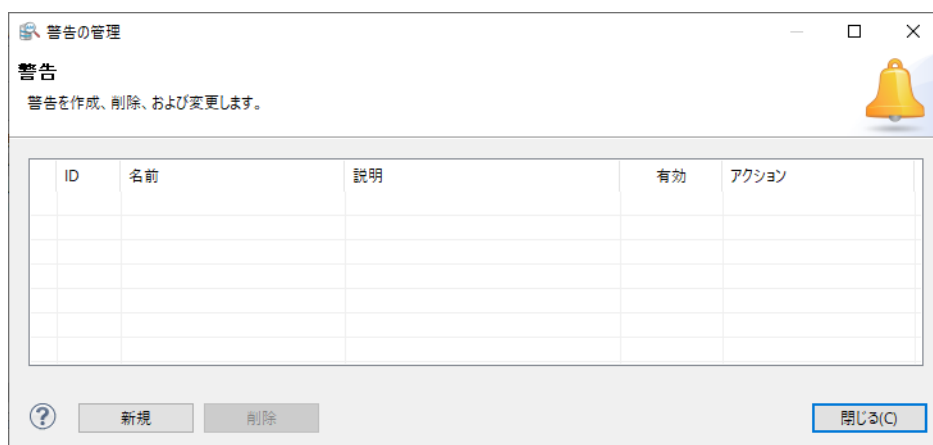 警告の管理
警告
警告を作成、削除、および変更します。
ID 名前 説明 有効 アクション
? 新規 削除 閉じる(C)